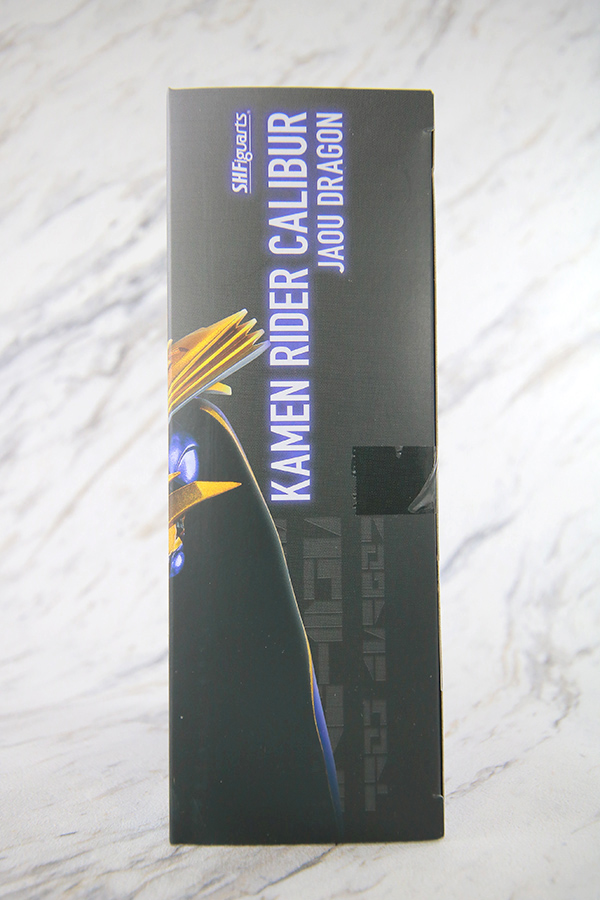 S.H.Figuarts
KAMEN RIDER CALIBUR
JAOU DRAGON